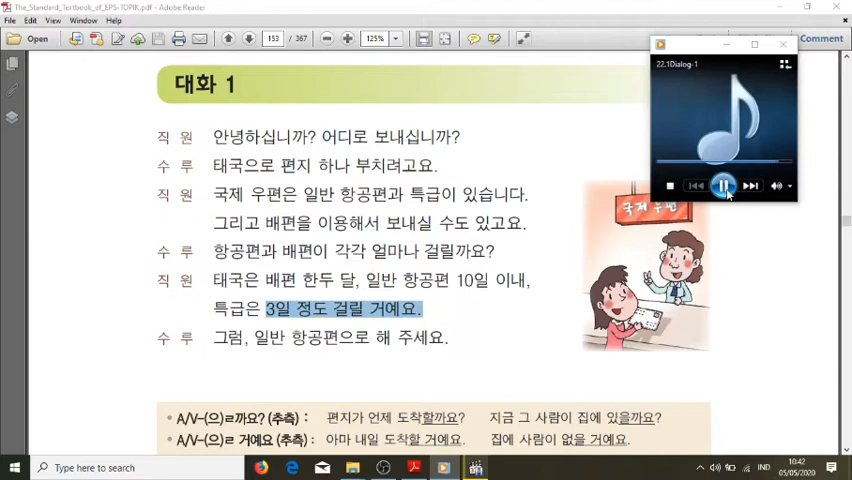 The_Standard_Textbook_of_EPS-TOPIK.pdf - Adobe Reader
File Edit View Window Help
Open 153 / 367 125% Comment
22.1Dialog-1
대화 1
직 원 안녕하십니까? 어디로 보내십니까?
수 루 태국으로 편지 하나 부치려고요.
직 원 국제 우편은 일반 항공편과 특급이 있습니다.
그리고 배편을 이용해서 보내실 수도 있고요.
수 루 항공편과 배편이 각각 얼마나 걸릴까요?
직 원 태국은 배편 한두 달, 일반 항공편 10일 이내,
특급은 3일 정도 걸릴 거예요.
수 루 그럼, 일반 항공편으로 해 주세요.
국제 우편
• A/V-(으)ㄹ까요? (추측) : 편지가 언제 도착할까요? 지금 그 사람이 집에 있을까요?
• A/V-(으)ㄹ 거예요 (추측) : 아마 내일 도착할 거예요. 집에 사람이 없을 거예요.
Type here to search
IND
10:42
05/05/2020